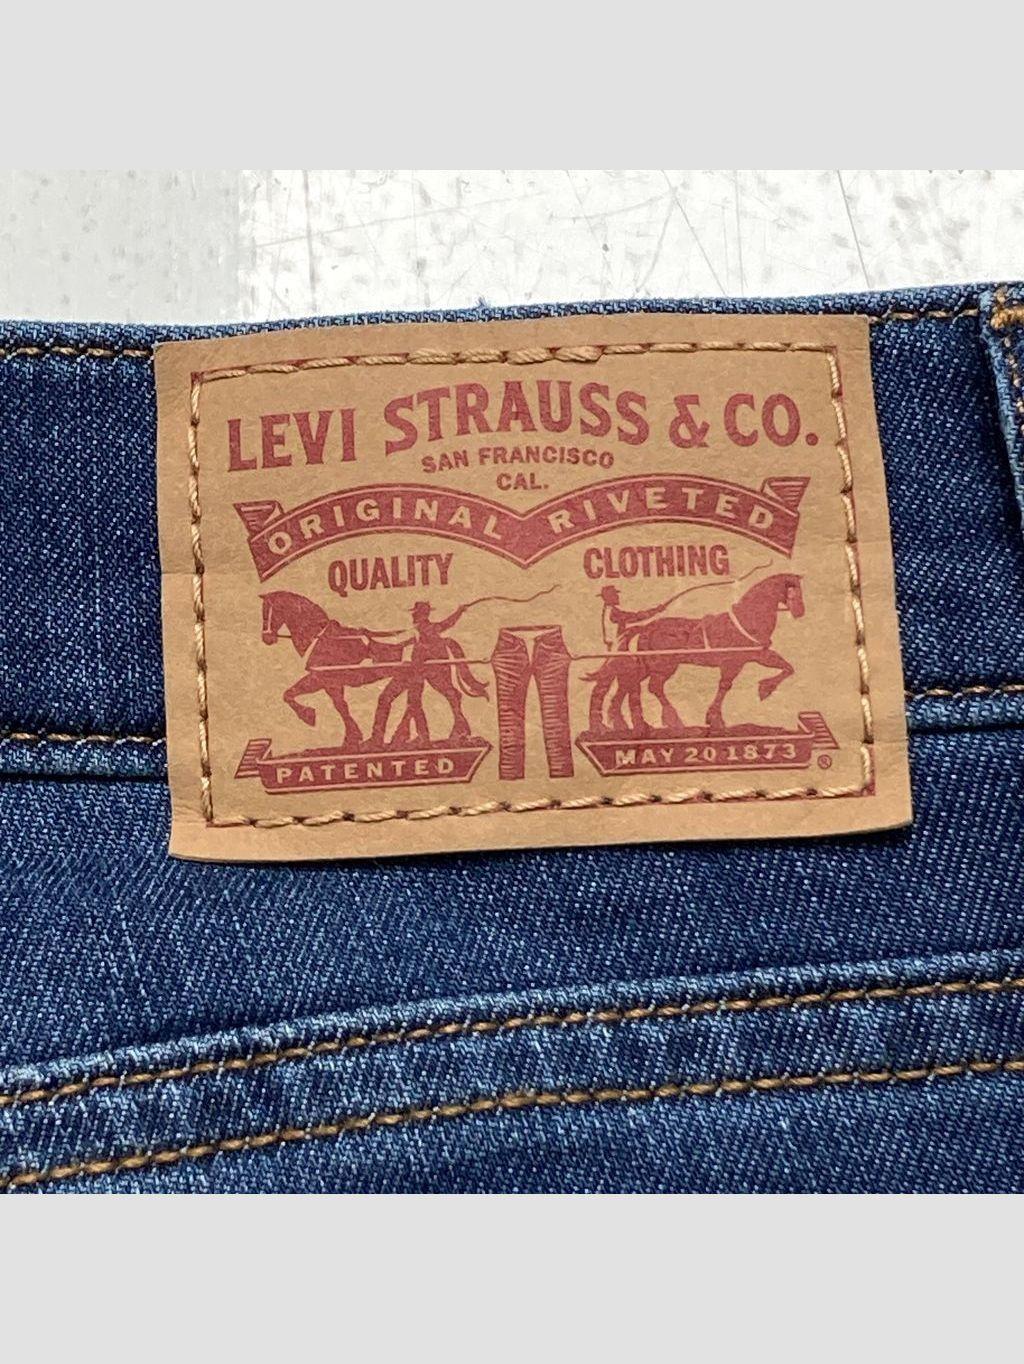 LEVI STRAUSS & CO.
SAN FRANCISCO
CAL.
ORIGINAL RIVETED
QUALITY CLOTHING
PATENTED MAY 20 1873 ®